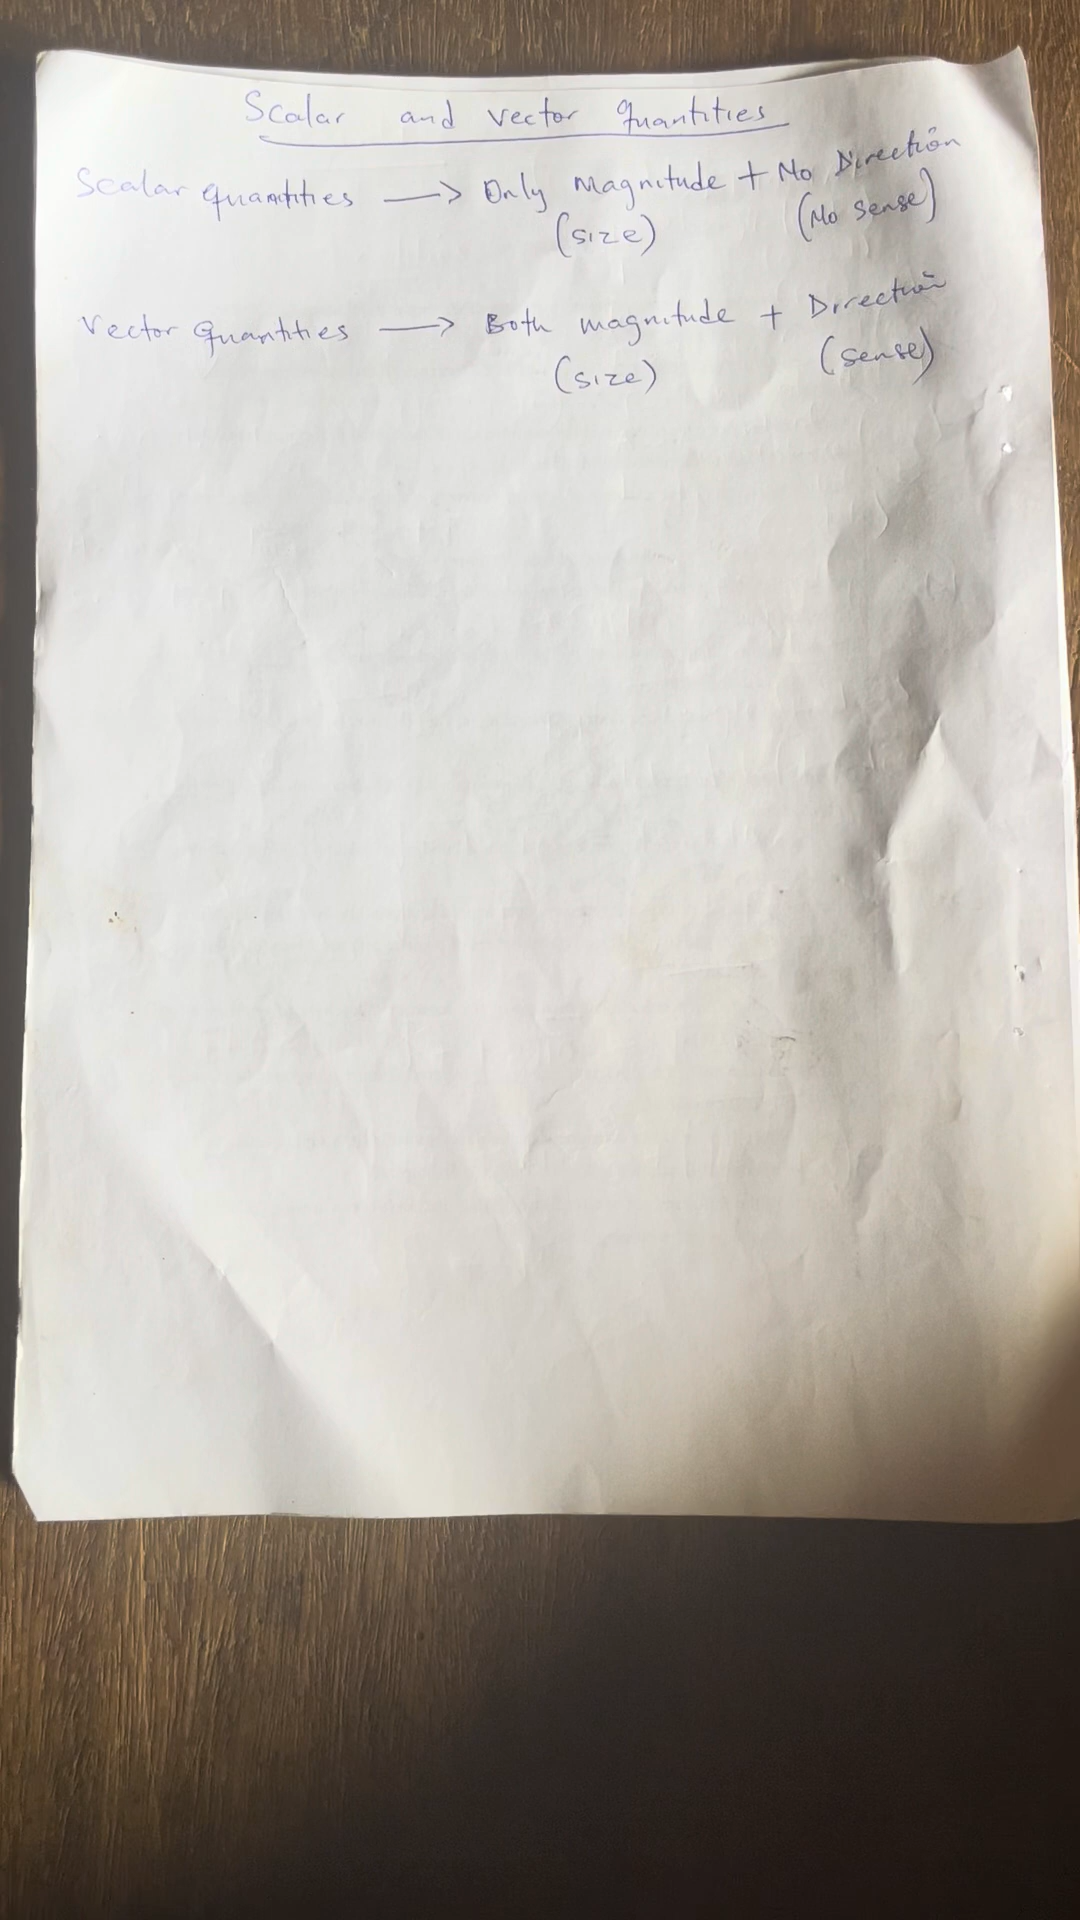 Scalar and vector quantities
Scalar quantities → Only Magnitude + No Direction
(size) (No sense)
Vector quantities → Both magnitude + Direction
(size) (sense)